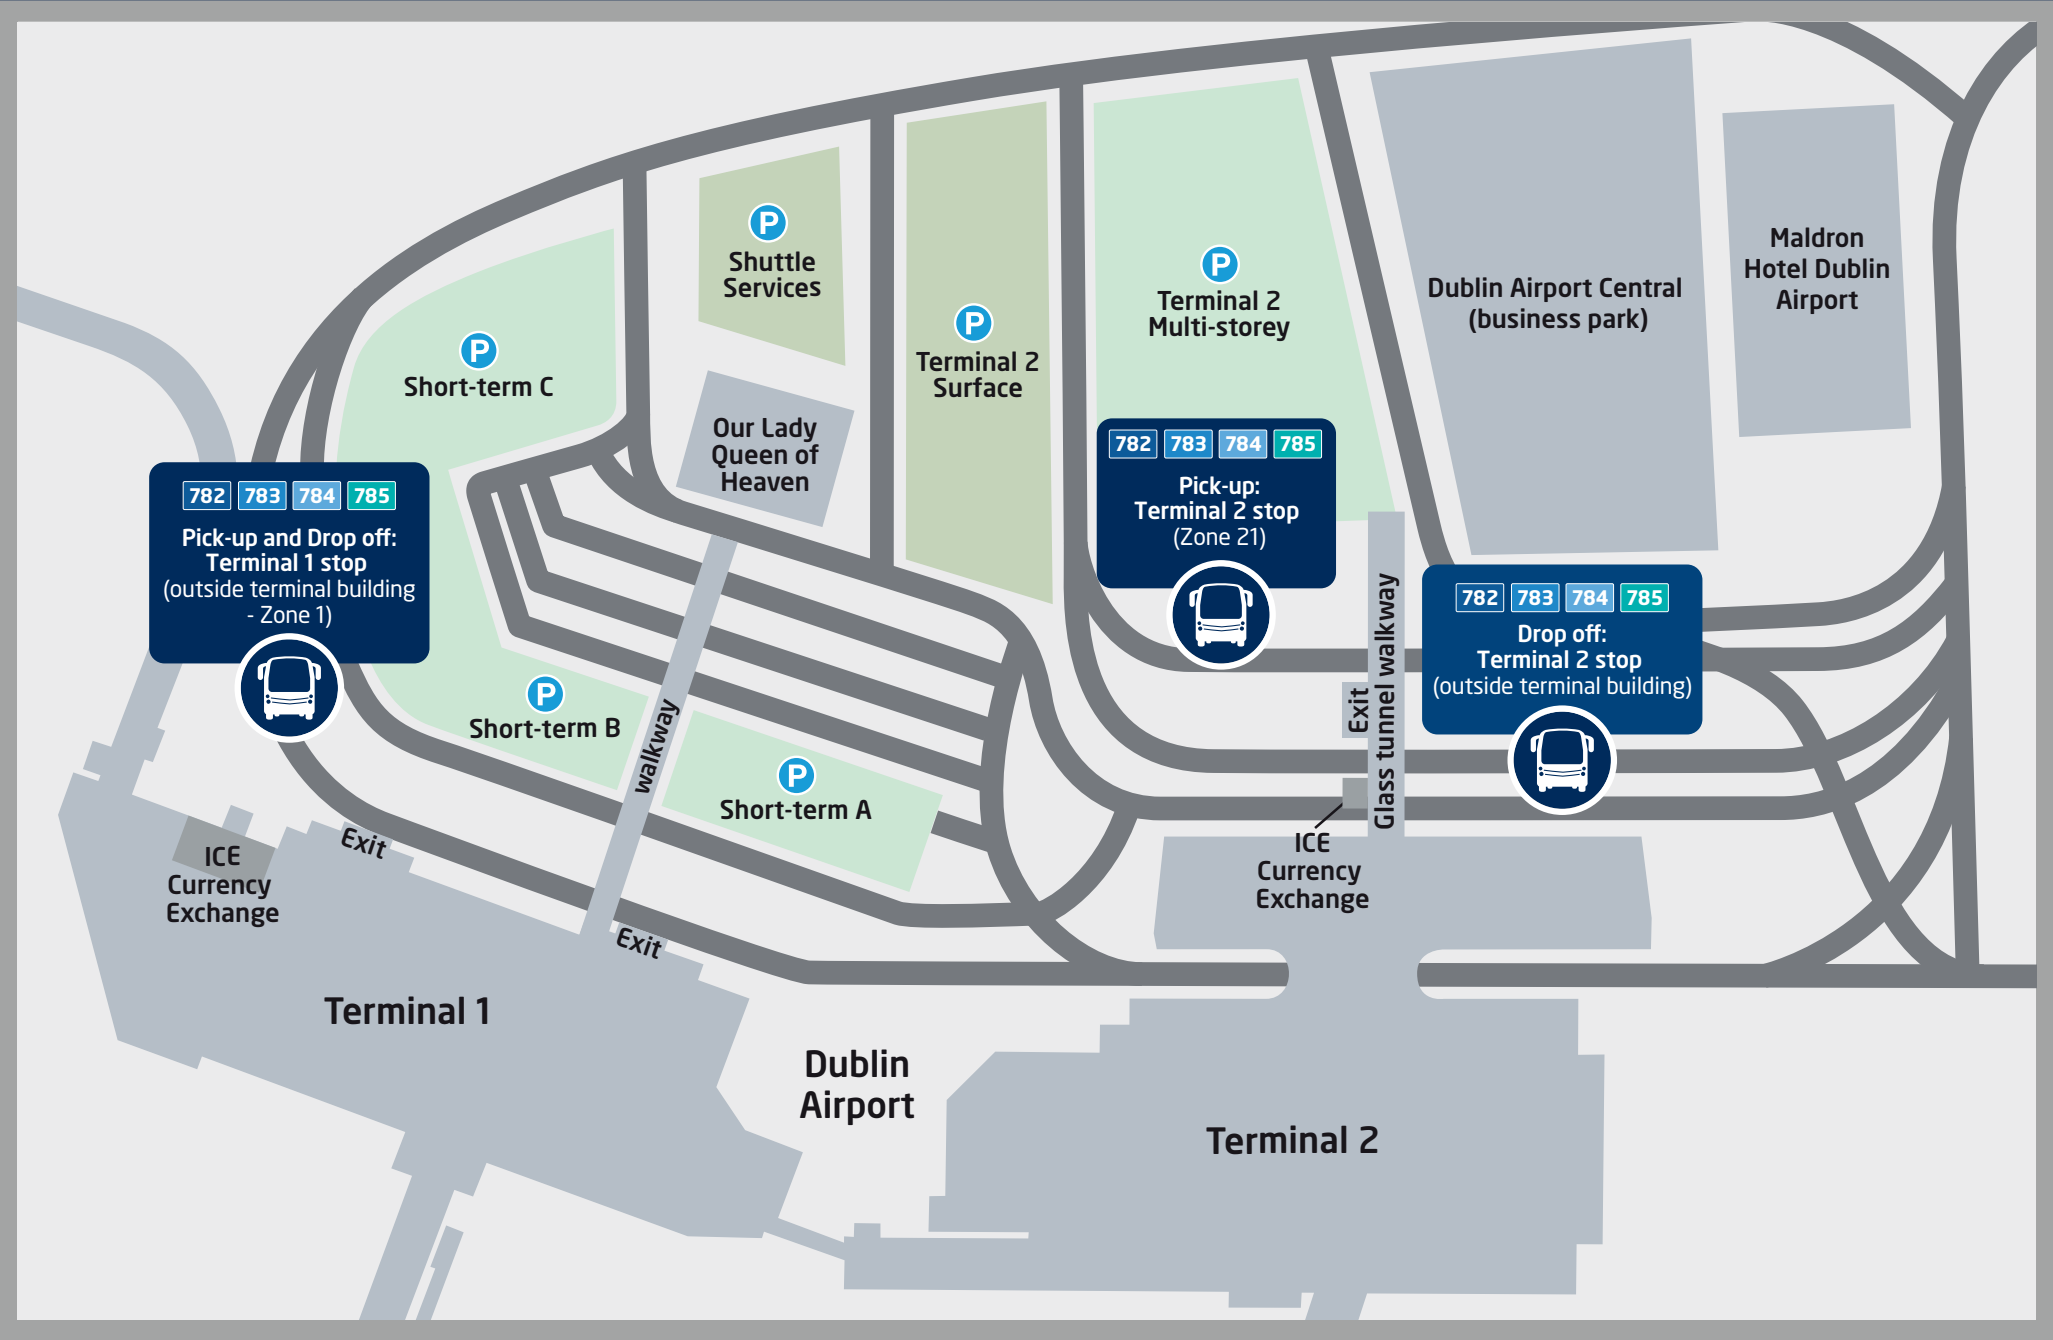 P
Shuttle
Services
P
Short-term C
P
Terminal 2
Surface
P
Terminal 2
Multi-storey
Dublin Airport Central
(business park)
Maldron
Hotel Dublin
Airport
Our Lady
Queen of
Heaven
782 783 784 785
Pick-up and Drop off:
Terminal 1 stop
(outside terminal building
- Zone 1)
782 783 784 785
Pick-up:
Terminal 2 stop
(Zone 21)
782 783 784 785
Drop off:
Terminal 2 stop
(outside terminal building)
P
Short-term B
walkway
P
Short-term A
Exit
Glass tunnel walkway
ICE
Currency
Exchange
Exit
ICE
Currency
Exchange
Exit
Terminal 1
Dublin
Airport
Terminal 2